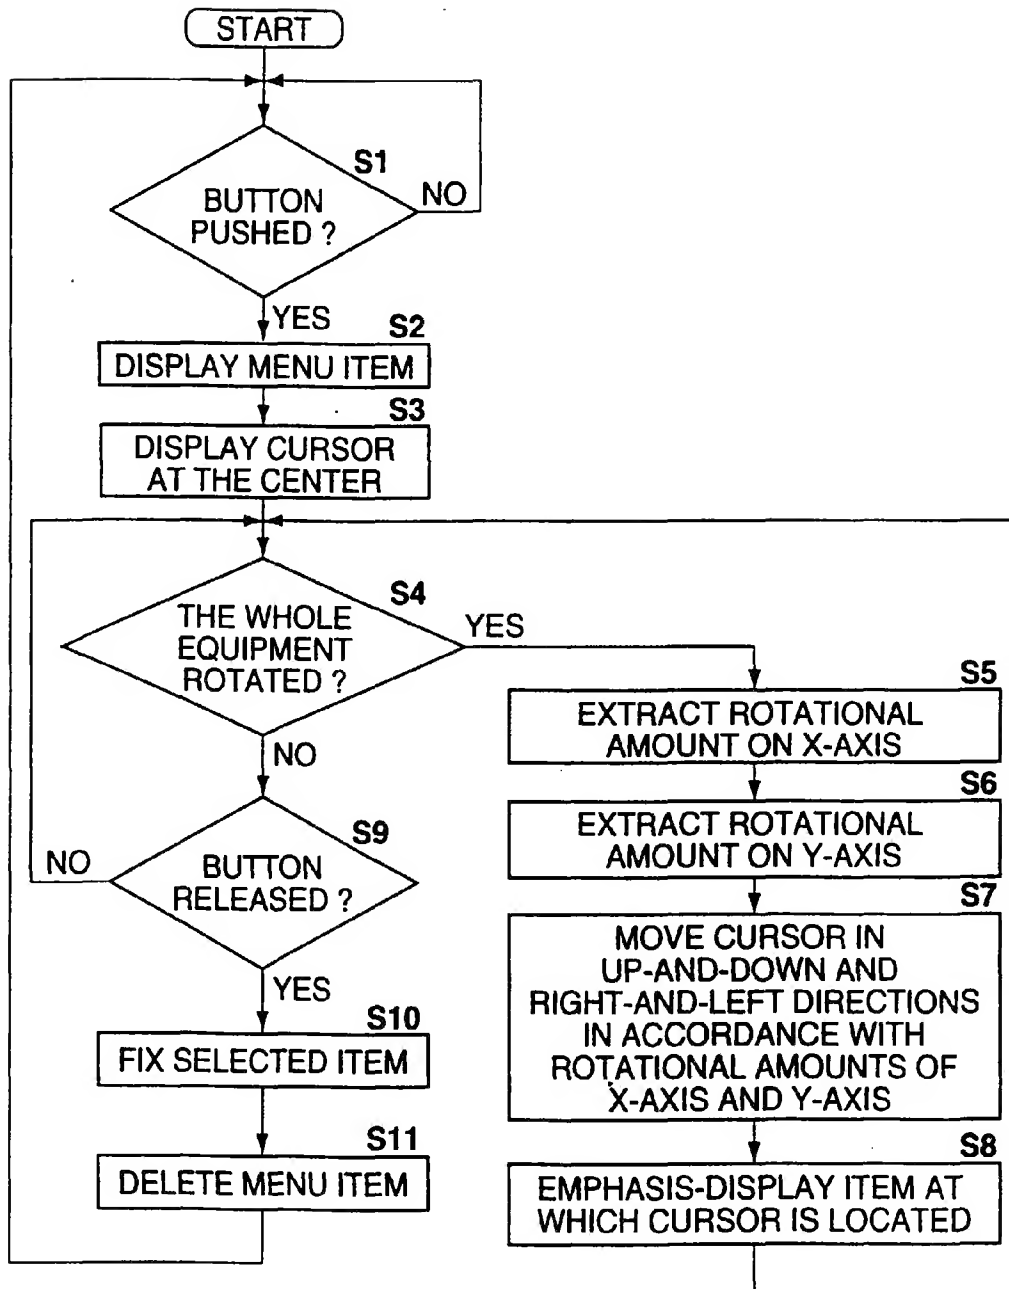 START
S1
BUTTON
PUSHED ?
NO
YES
S2
DISPLAY MENU ITEM
S3
DISPLAY CURSOR
AT THE CENTER
S4
THE WHOLE
EQUIPMENT
ROTATED ?
YES
NO
S5
EXTRACT ROTATIONAL
AMOUNT ON X-AXIS
S6
EXTRACT ROTATIONAL
AMOUNT ON Y-AXIS
S7
MOVE CURSOR IN
UP-AND-DOWN AND
RIGHT-AND-LEFT DIRECTIONS
IN ACCORDANCE WITH
ROTATIONAL AMOUNTS OF
X-AXIS AND Y-AXIS
S8
EMPHASIS-DISPLAY ITEM AT
WHICH CURSOR IS LOCATED
S9
BUTTON
RELEASED ?
NO
YES
S10
FIX SELECTED ITEM
S11
DELETE MENU ITEM